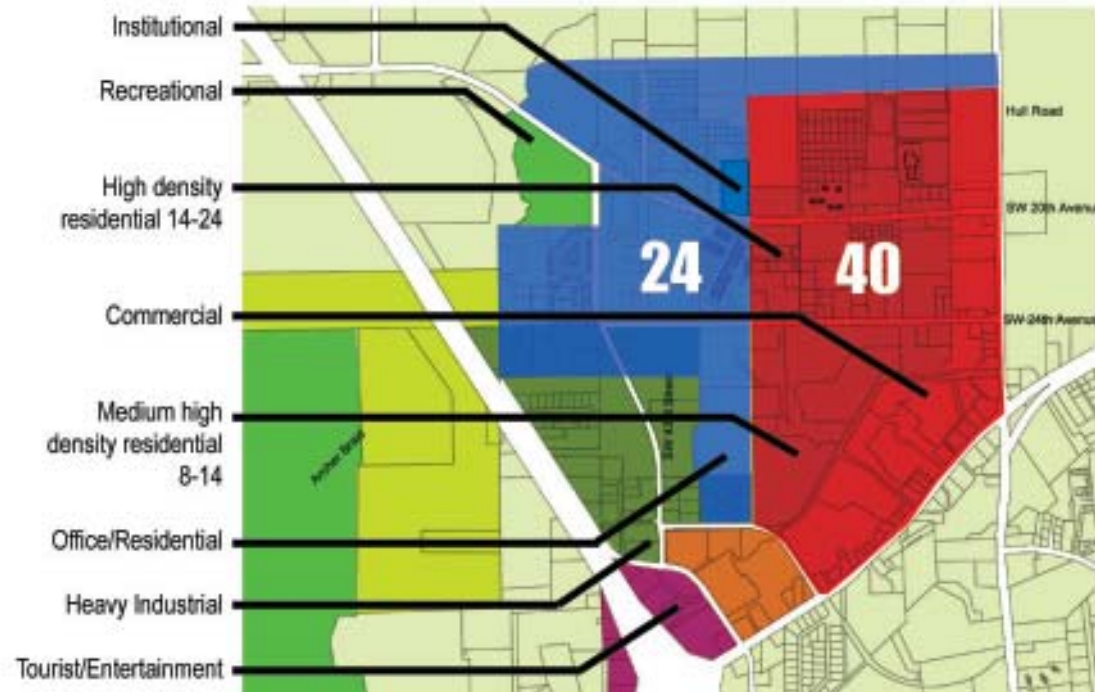 Institutional
Recreational
Hull Road
High density
residential 14-24
SW 20th Avenue
24
40
Commercial
SW 24th Avenue
Medium high
density residential
8-14
Archer Road
Office/Residential
Heavy Industrial
Tourist/Entertainment